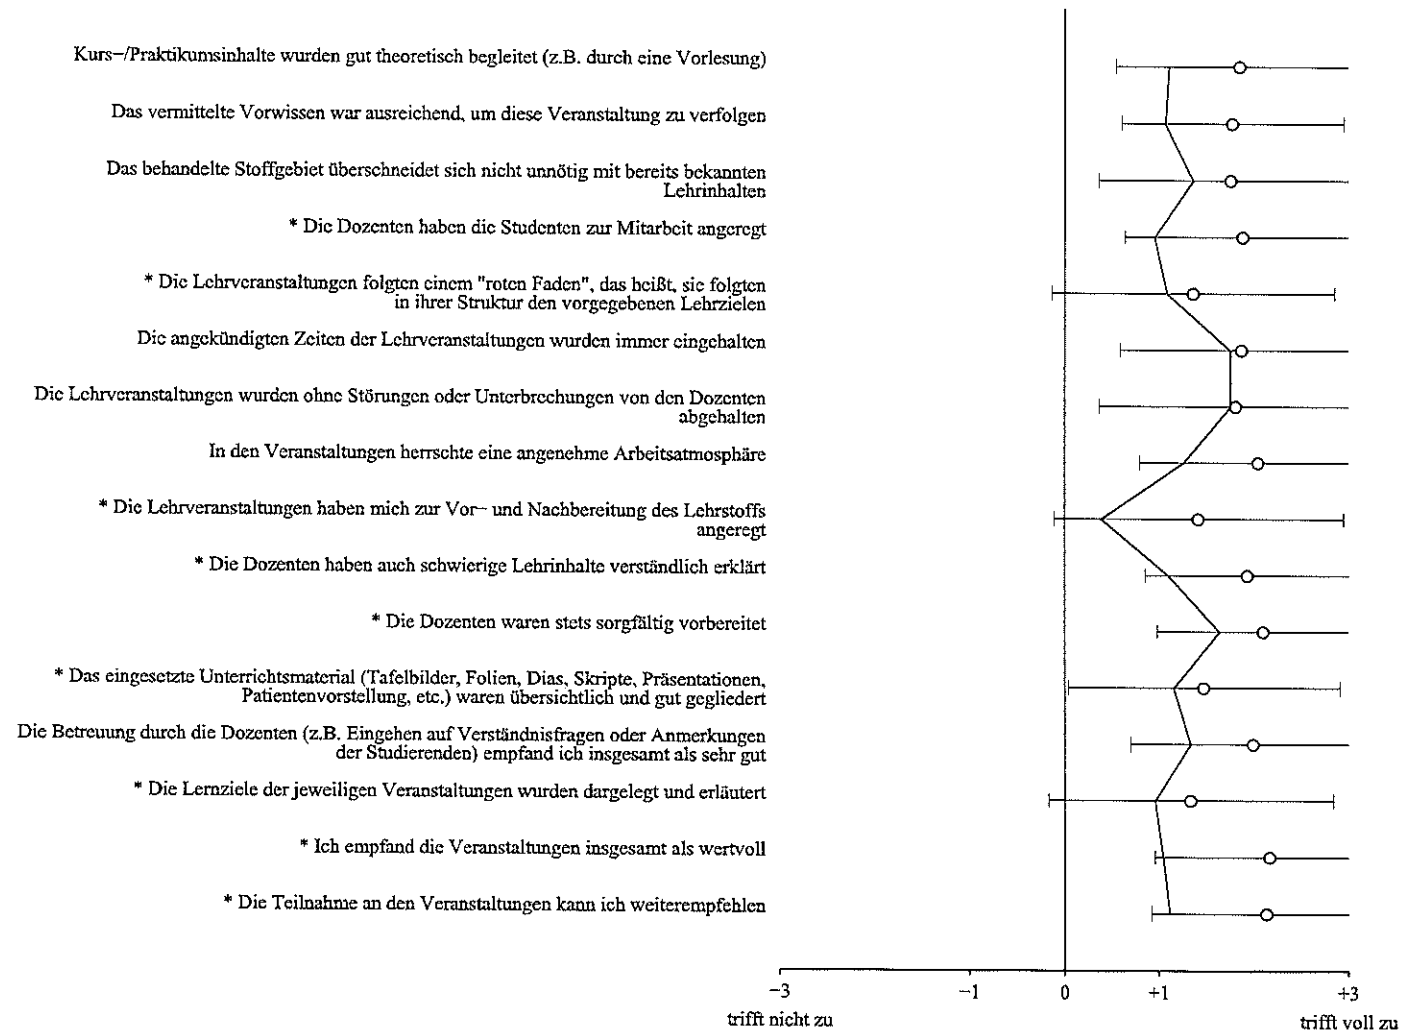 Kurs-/Praktikumsinhalte wurden gut theoretisch begleitet (z.B. durch eine Vorlesung)
Das vermittelte Vorwissen war ausreichend, um diese Veranstaltung zu verfolgen
Das behandelte Stoffgebiet überschneidet sich nicht unnötig mit bereits bekannten
Lehrinhalten
* Die Dozenten haben die Studenten zur Mitarbeit angeregt
* Die Lehrveranstaltungen folgten einem "roten Faden", das heißt, sie folgten
in ihrer Struktur den vorgegebenen Lehrzielen
Die angekündigten Zeiten der Lehrveranstaltungen wurden immer eingehalten
Die Lehrveranstaltungen wurden ohne Störungen oder Unterbrechungen von den Dozenten
abgehalten
In den Veranstaltungen herrschte eine angenehme Arbeitsatmosphäre
* Die Lehrveranstaltungen haben mich zur Vor- und Nachbereitung des Lehrstoffs
angeregt
* Die Dozenten haben auch schwierige Lehrinhalte verständlich erklärt
* Die Dozenten waren stets sorgfältig vorbereitet
* Das eingesetzte Unterrichtsmaterial (Tafelbilder, Folien, Dias, Skripte, Präsentationen,
Patientenvorstellung, etc.) waren übersichtlich und gut gegliedert
Die Betreuung durch die Dozenten (z.B. Eingehen auf Verständnisfragen oder Anmerkungen
der Studierenden) empfand ich insgesamt als sehr gut
* Die Lernziele der jeweiligen Veranstaltungen wurden dargelegt und erläutert
* Ich empfand die Veranstaltungen insgesamt als wertvoll
* Die Teilnahme an den Veranstaltungen kann ich weiterempfehlen
-3 -1 0 +1 +3
trifft nicht zu trifft voll zu